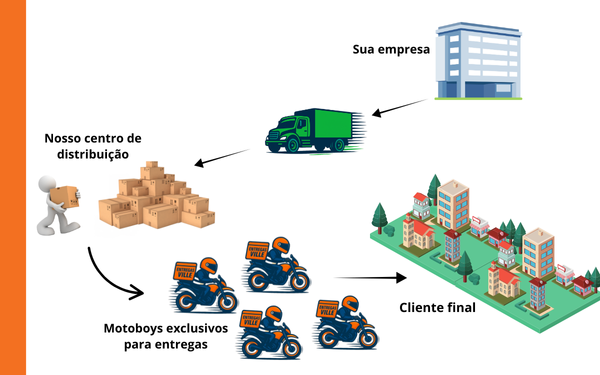 Sua empresa
Nosso centro de
distribuição
ENTREGAS
VILLE
ENTREGAS
VILLE
ENTREGAS
VILLE
ENTREGAS
VILLE
Motoboys exclusivos
para entregas
Cliente final